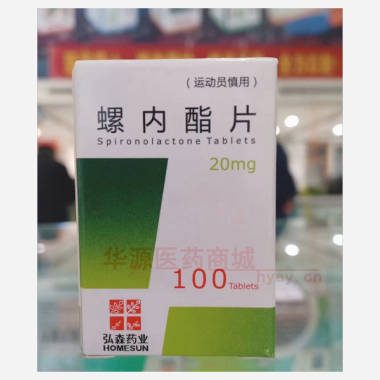 （运动员慎用）
螺内酯片
Spironolactone Tablets
20mg
华源医药商城
hyey.cn
100 Tablets
弘森药业
HOMESUN